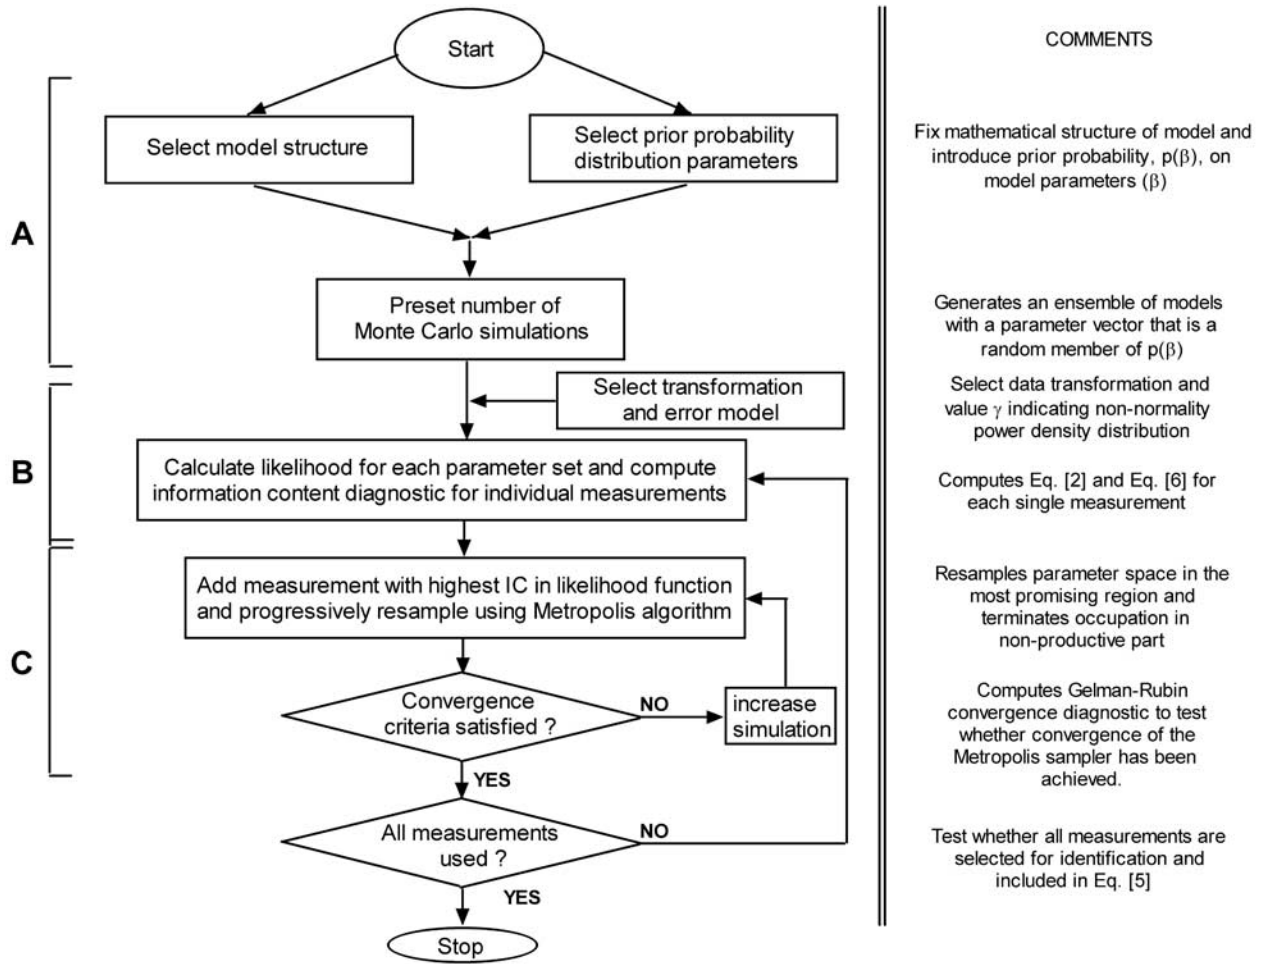 Start
COMMENTS
Select model structure
Select prior probability
distribution parameters
Fix mathematical structure of model and
introduce prior probability, p(β), on
model parameters (β)
A
Preset number of
Monte Carlo simulations
Generates an ensemble of models
with a parameter vector that is a
random member of p(β)
Select transformation
and error model
Select data transformation and
value γ indicating non-normality
power density distribution
B
Calculate likelihood for each parameter set and compute
information content diagnostic for individual measurements
Computes Eq. [2] and Eq. [6] for
each single measurement
Add measurement with highest IC in likelihood function
and progressively resample using Metropolis algorithm
Resamples parameter space in the
most promising region and
terminates occupation in
non-productive part
C
Convergence
criteria satisfied ?
NO
increase
simulation
Computes Gelman-Rubin
convergence diagnostic to test
whether convergence of the
Metropolis sampler has been
achieved.
YES
All measurements
used ?
NO
Test whether all measurements are
selected for identification and
included in Eq. [5]
YES
Stop